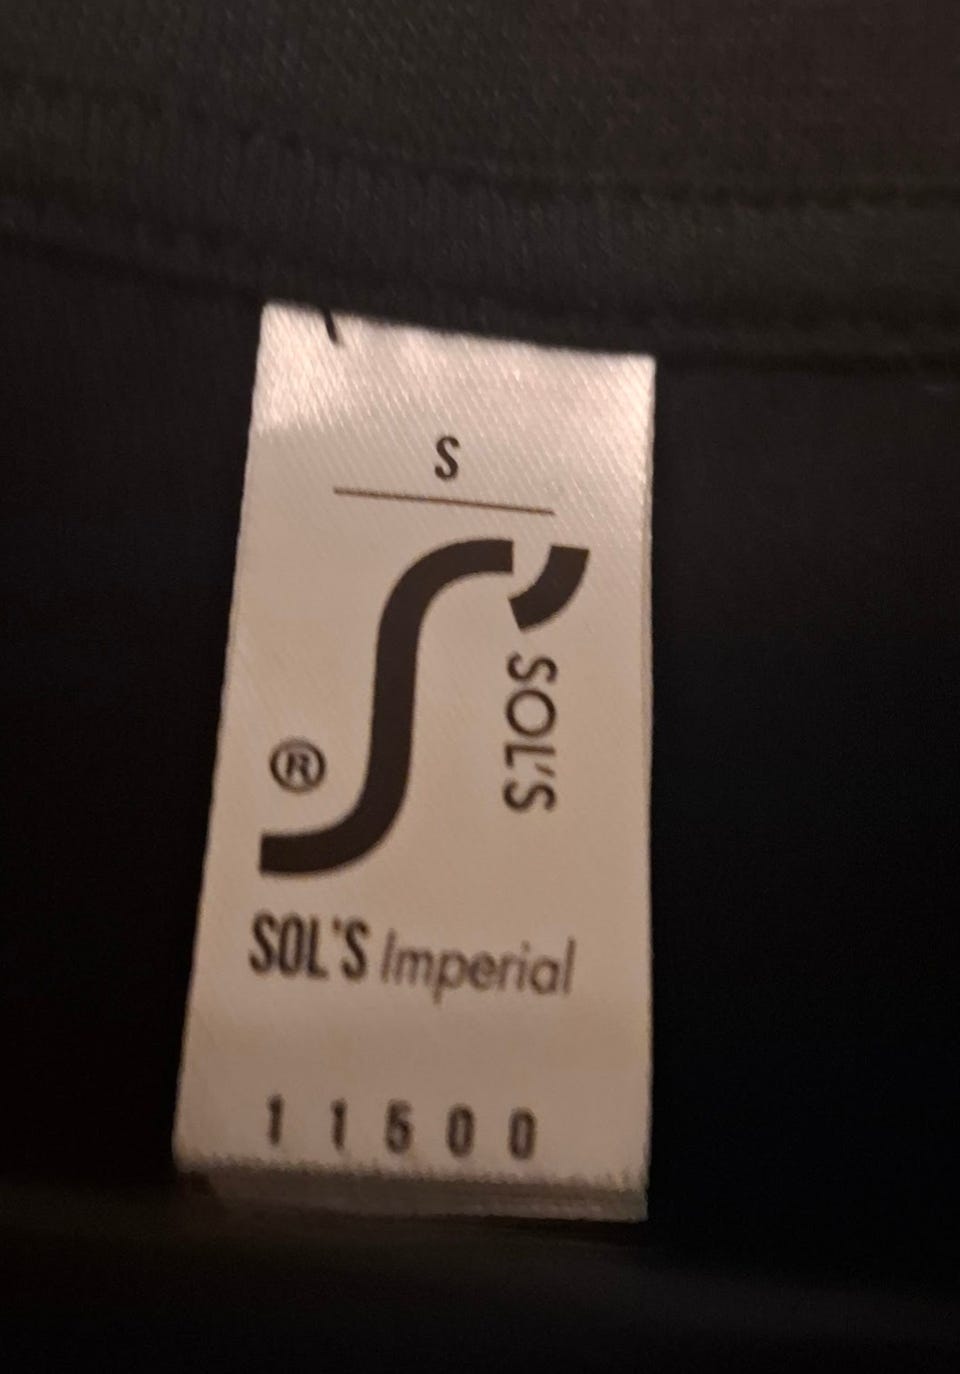 S
SOL'S
®
SOL'S Imperial
11500